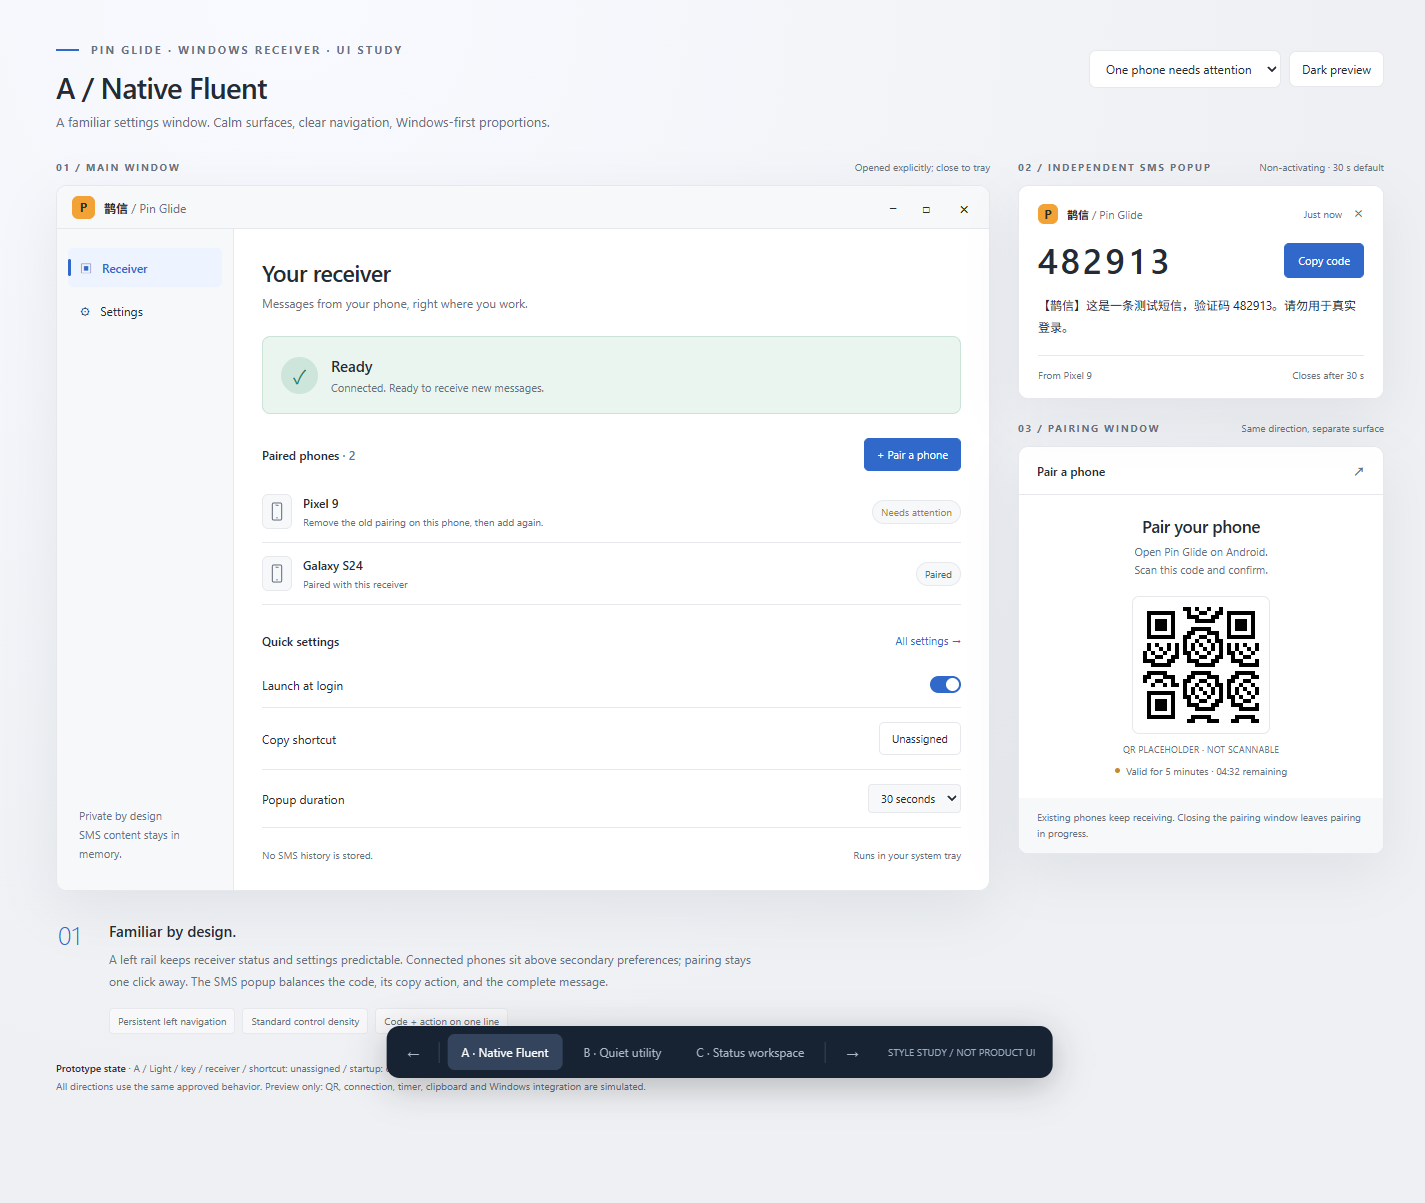 PIN GLIDE · WINDOWS RECEIVER · UI STUDY
A / Native Fluent
A familiar settings window. Calm surfaces, clear navigation, Windows-first proportions.
One phone needs attention
Dark preview
01 / MAIN WINDOW
Opened explicitly; close to tray
P 鹊信 / Pin Glide
Receiver
Settings
Private by design
SMS content stays in
memory.
Your receiver
Messages from your phone, right where you work.
Ready
Connected. Ready to receive new messages.
Paired phones · 2
+ Pair a phone
Pixel 9
Remove the old pairing on this phone, then add again.
Needs attention
Galaxy S24
Paired with this receiver
Paired
Quick settings
All settings →
Launch at login
Copy shortcut
Unassigned
Popup duration
30 seconds
No SMS history is stored.
Runs in your system tray
02 / INDEPENDENT SMS POPUP
Non-activating · 30 s default
P 鹊信 / Pin Glide
Just now
482913
Copy code
【鹊信】这是一条测试短信，验证码 482913。请勿用于真实
登录。
From Pixel 9
Closes after 30 s
03 / PAIRING WINDOW
Same direction, separate surface
Pair a phone
Pair your phone
Open Pin Glide on Android.
Scan this code and confirm.
QR PLACEHOLDER · NOT SCANNABLE
Valid for 5 minutes · 04:32 remaining
Existing phones keep receiving. Closing the pairing window leaves pairing
in progress.
01
Familiar by design.
A left rail keeps receiver status and settings predictable. Connected phones sit above secondary preferences; pairing stays
one click away. The SMS popup balances the code, its copy action, and the complete message.
Persistent left navigation
Standard control density
Code + action on one line
Prototype state · A / Light / key / receiver / shortcut: unassigned / startup:
All directions use the same approved behavior. Preview only: QR, connection, timer, clipboard and Windows integration are simulated.
←
A · Native Fluent
B · Quiet utility
C · Status workspace
→
STYLE STUDY / NOT PRODUCT UI